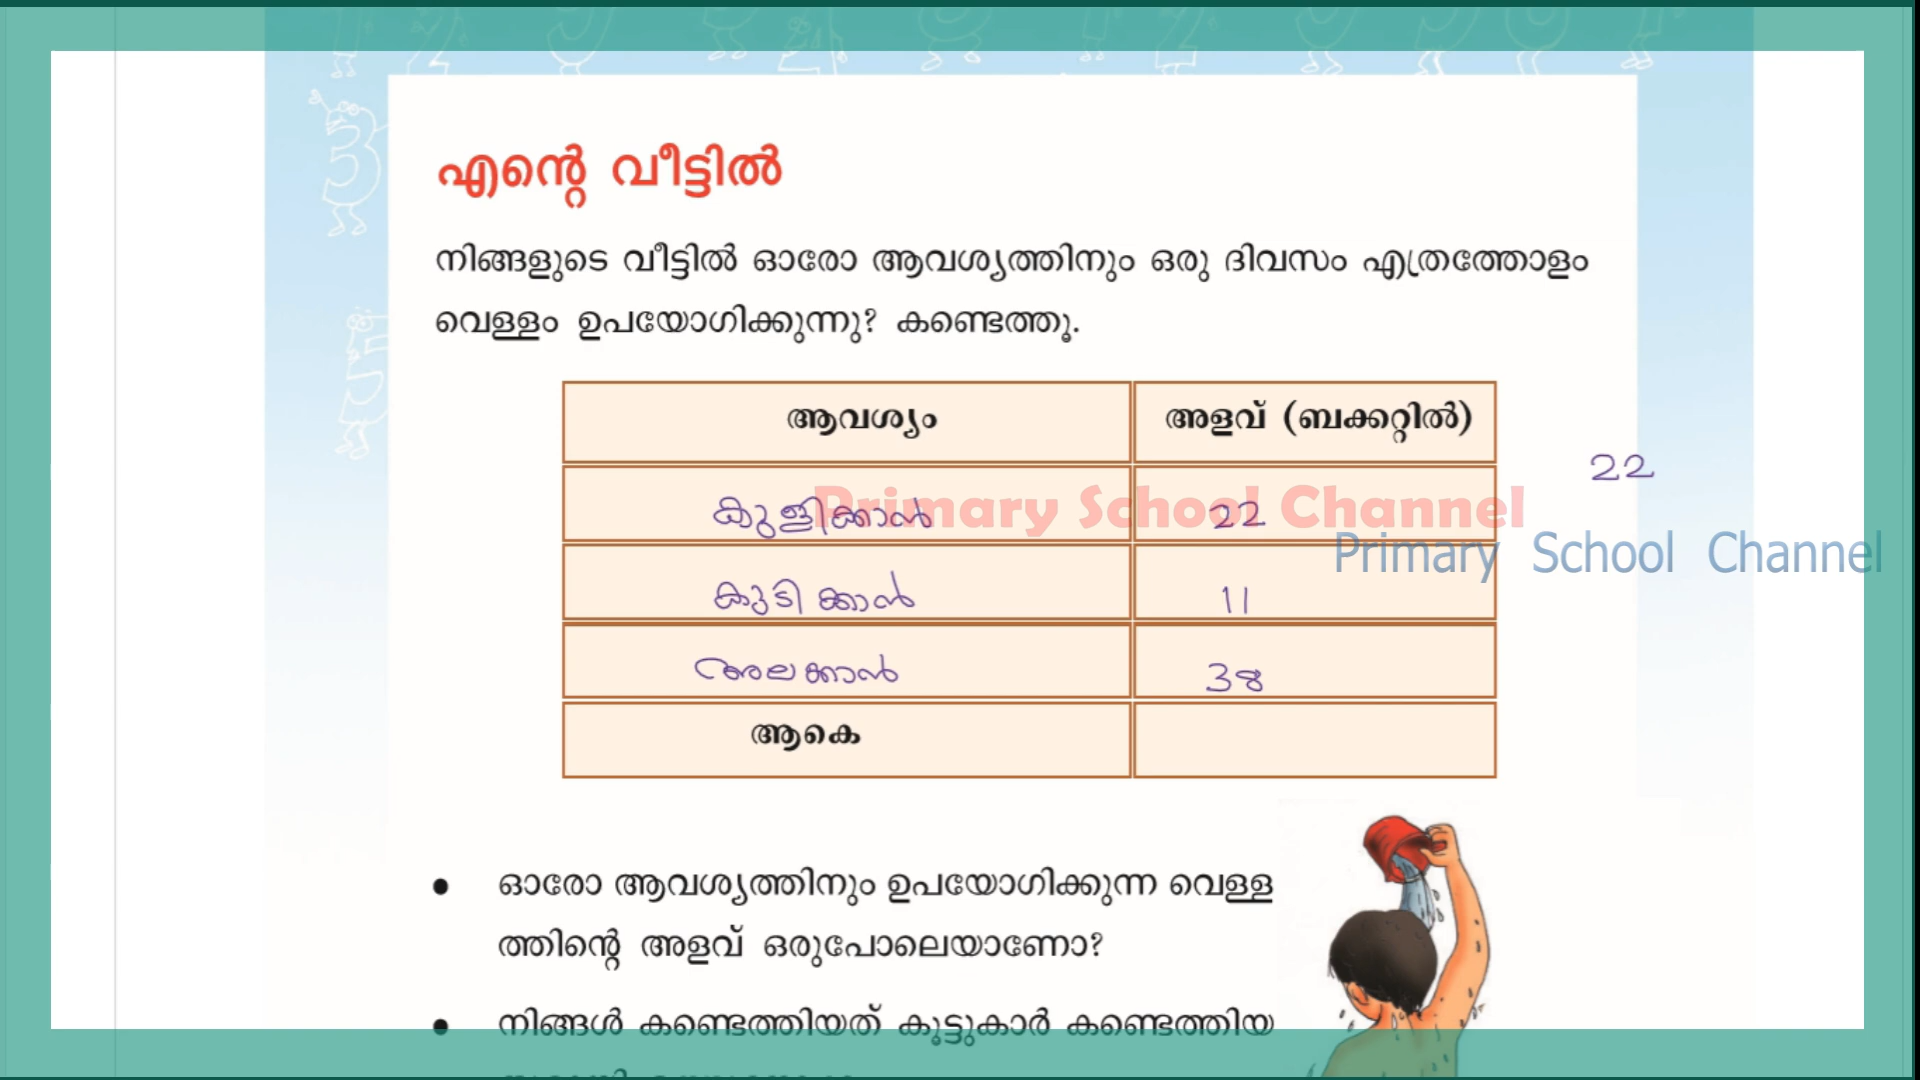 എന്റെ വീട്ടിൽ
നിങ്ങളുടെ വീട്ടിൽ ഓരോ ആവശ്യത്തിനും ഒരു ദിവസം എത്രത്തോളം
വെള്ളം ഉപയോഗിക്കുന്നു? കണ്ടെത്തൂ.
ആവശ്യം അളവ് (ബക്കറ്റിൽ)
22
കുളിക്കാൻ 22
Primary School Channel
Primary School Channel
കുടിക്കാൻ 11
അലക്കാൻ 38
ആകെ
• ഓരോ ആവശ്യത്തിനും ഉപയോഗിക്കുന്ന വെള്ള
ത്തിന്റെ അളവ് ഒരുപോലെയാണോ?
• നിങ്ങൾ കണ്ടെത്തിയത് കൂട്ടുകാർ കണ്ടെത്തിയ